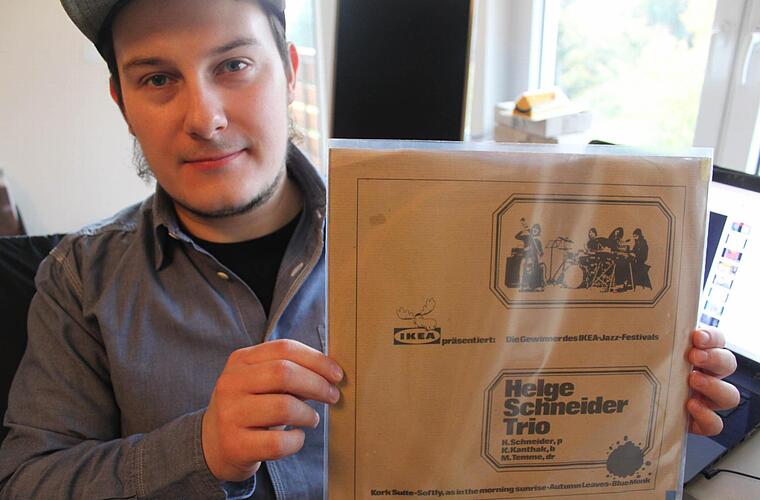 IKEA präsentiert: Die Gewinner des IKEA-Jazz-Festivals
Helge
Schneider
Trio
H. Schneider, p
K. Kanthak, b
M. Temme, dr
Kork Suite-Softly, as in the morning sunrise-Autumn Leaves-Blue Monk